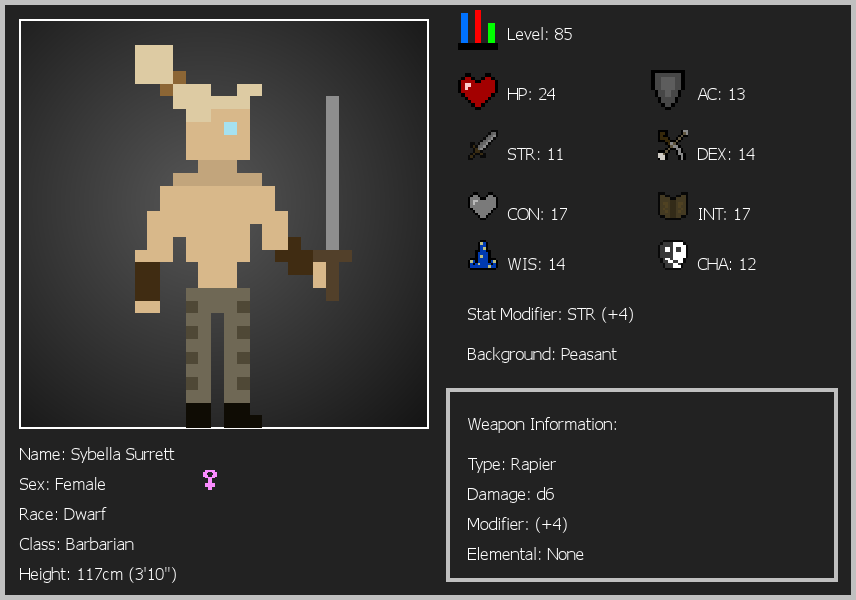 Level: 85
HP: 24
AC: 13
STR: 11
DEX: 14
CON: 17
INT: 17
WIS: 14
CHA: 12
Stat Modifier: STR (+4)
Background: Peasant
Weapon Information:
Type: Rapier
Damage: d6
Modifier: (+4)
Elemental: None
Name: Sybella Surrett
Sex: Female
Race: Dwarf
Class: Barbarian
Height: 117cm (3'10")